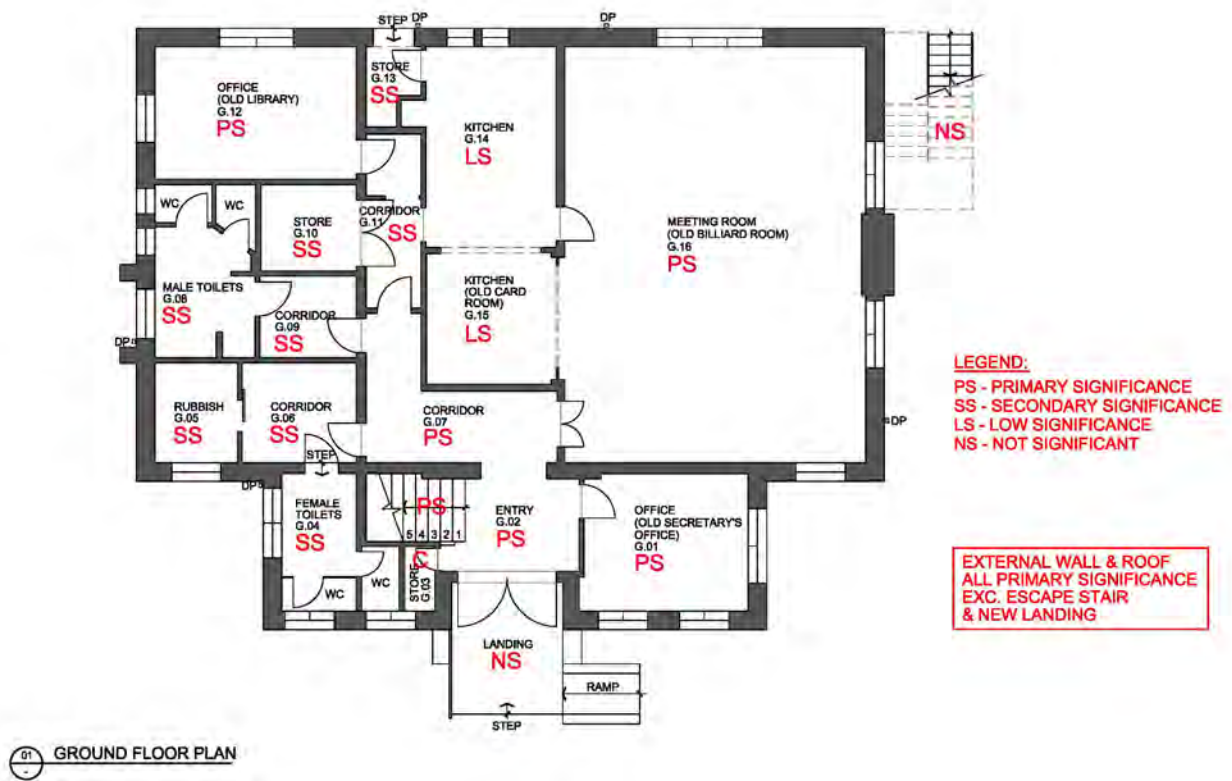 STEP
DP
DP
OFFICE
(OLD LIBRARY)
G.12
PS
STORE
G.13
SS
KITCHEN
G.14
LS
NS
WC
WC
STORE
G.10
SS
CORRIDOR
G.11
SS
MEETING ROOM
(OLD BILLIARD ROOM)
G.16
PS
MALE TOILETS
G.08
SS
CORRIDOR
G.09
SS
KITCHEN
(OLD CARD
ROOM)
G.15
LS
DP
RUBBISH
G.05
SS
CORRIDOR
G.06
SS
CORRIDOR
G.07
PS
DP
STEP
DP
FEMALE
TOILETS
G.04
SS
PS
5 4 3 2 1
ENTRY
G.02
PS
OFFICE
(OLD SECRETARY'S
OFFICE)
G.01
PS
WC
WC
STORE
G.03
C
LANDING
NS
RAMP
STEP
LEGEND:
PS - PRIMARY SIGNIFICANCE
SS - SECONDARY SIGNIFICANCE
LS - LOW SIGNIFICANCE
NS - NOT SIGNIFICANT
EXTERNAL WALL & ROOF
ALL PRIMARY SIGNIFICANCE
EXC. ESCAPE STAIR
& NEW LANDING
01
-
GROUND FLOOR PLAN